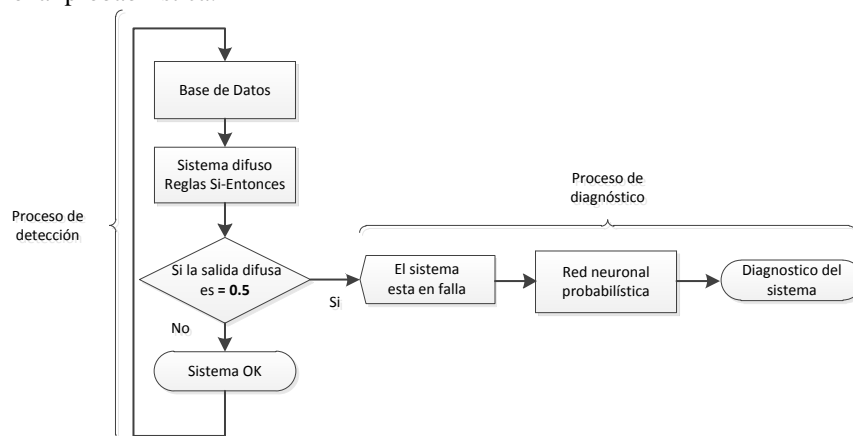 Base de Datos
Sistema difuso
Reglas Si-Entonces
Proceso de
detección
Proceso de
diagnóstico
Si la salida difusa
es = 0.5
Si
No
El sistema
esta en falla
Red neuronal
probabilística
Diagnostico del
sistema
Sistema OK